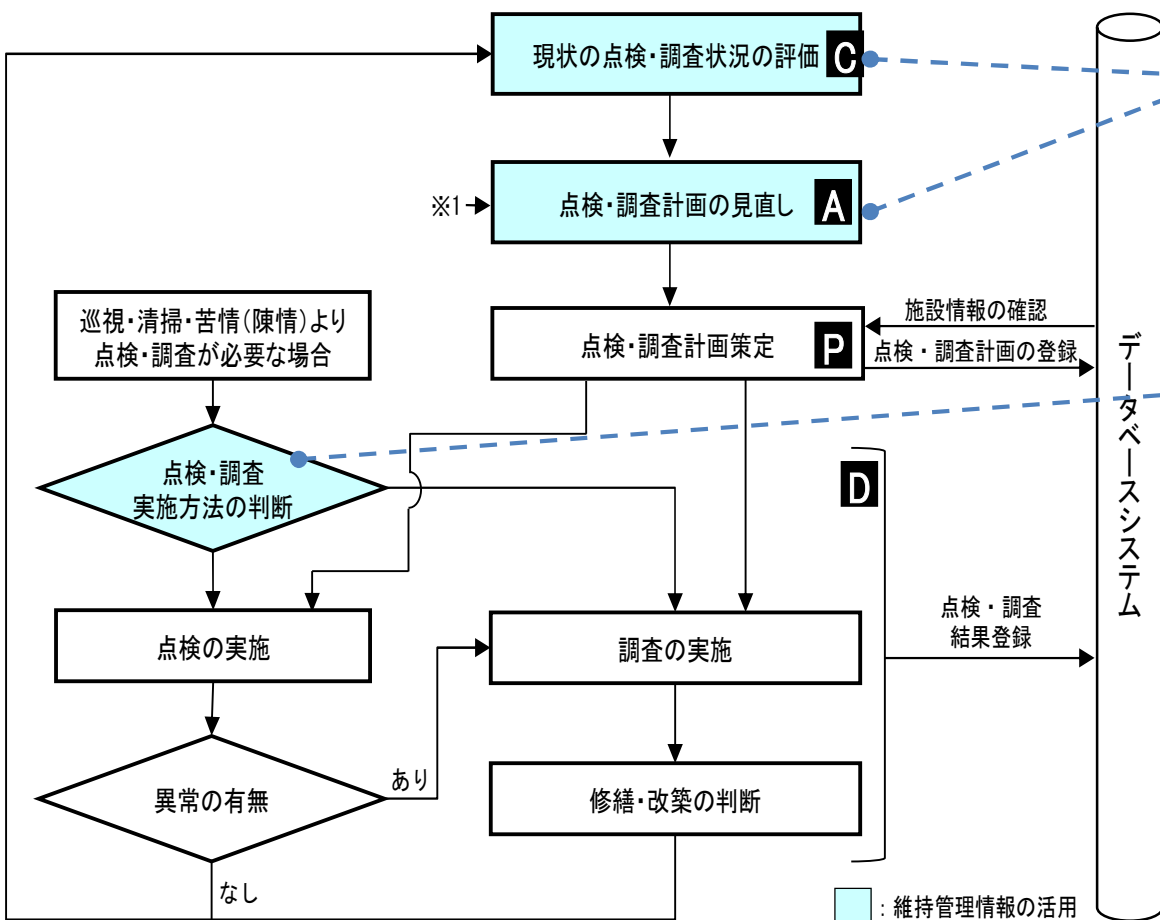 現状の点検・調査状況の評価 C
※1
点検・調査計画の見直し A
巡視・清掃・苦情(陳情)より
点検・調査が必要な場合
点検・調査計画策定 P
施設情報の確認
点検・調査計画の登録
データベースシステム
点検・調査
実施方法の判断
D
点検の実施
調査の実施
点検・調査
結果登録
異常の有無
あり
修繕・改築の判断
なし
：維持管理情報の活用